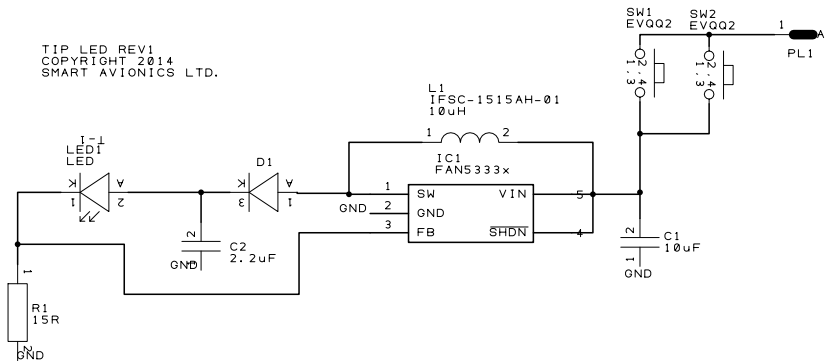 SW1
EVQQ2
SW2
EVQQ2
1
A
PL1
2,4
1,3
2,4
1,3
TIP LED REV1
COPYRIGHT 2014
SMART AVIONICS LTD.
L1
IFSC-1515AH-01
10uH
1
2
T-1
LED1
LED
D1
IC1
FAN5333x
K
A
1
2
K
A
3
1
1
SW
VIN
5
GND
2
GND
3
FB
SHDN
4
2
C2
2.2uF
1
GND
2
C1
10uF
1
GND
1
R1
15R
2
GND